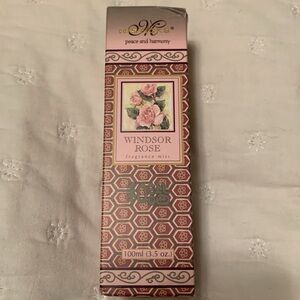 peace and harmony
WINDSOR
ROSE
fragrance mist
100ml (3.5 oz.)